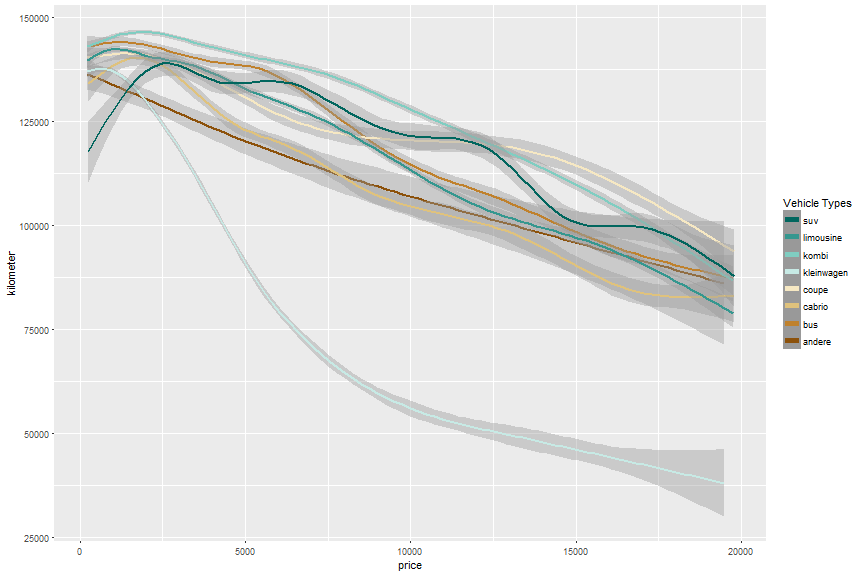 150000
125000
100000
75000
50000
25000
kilometer
0
5000
10000
15000
20000
price
Vehicle Types
suv
limousine
kombi
kleinwagen
coupe
cabrio
bus
andere